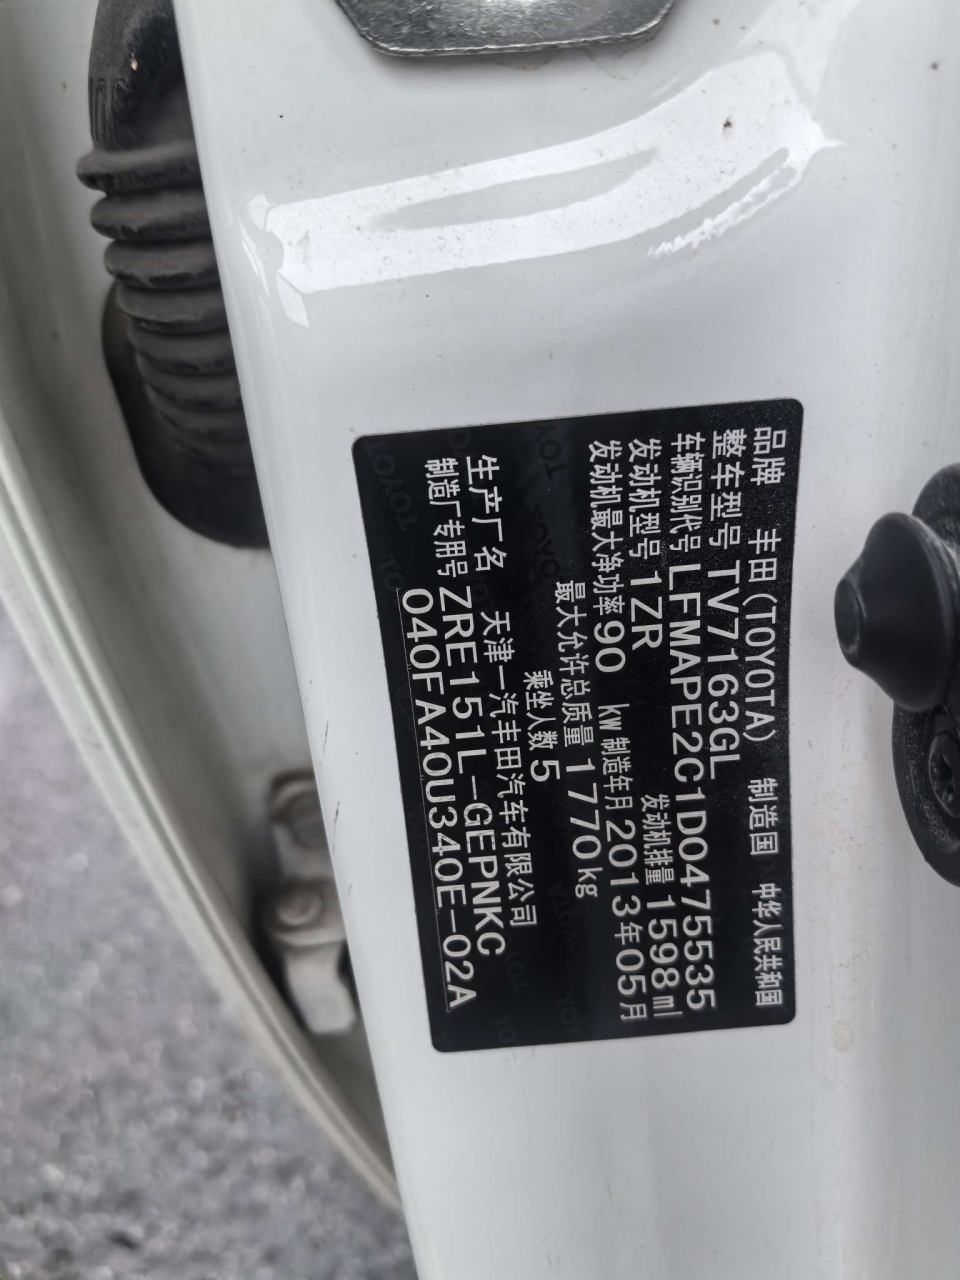 品牌 丰田(TOYOTA) 制造国 中华人民共和国
整车型号 TV7163GL
车辆识别代号 LFMAPE2C1D0475535
发动机型号 1ZR 发动机排量 1598 ml
发动机最大净功率 90 kW 制造年月 2013年05月
最大允许总质量 1770kg
乘坐人数 5
生产厂名 天津一汽丰田汽车有限公司
制造厂专用号 ZRE151L-GEPNKC
040FA40U340E-02A